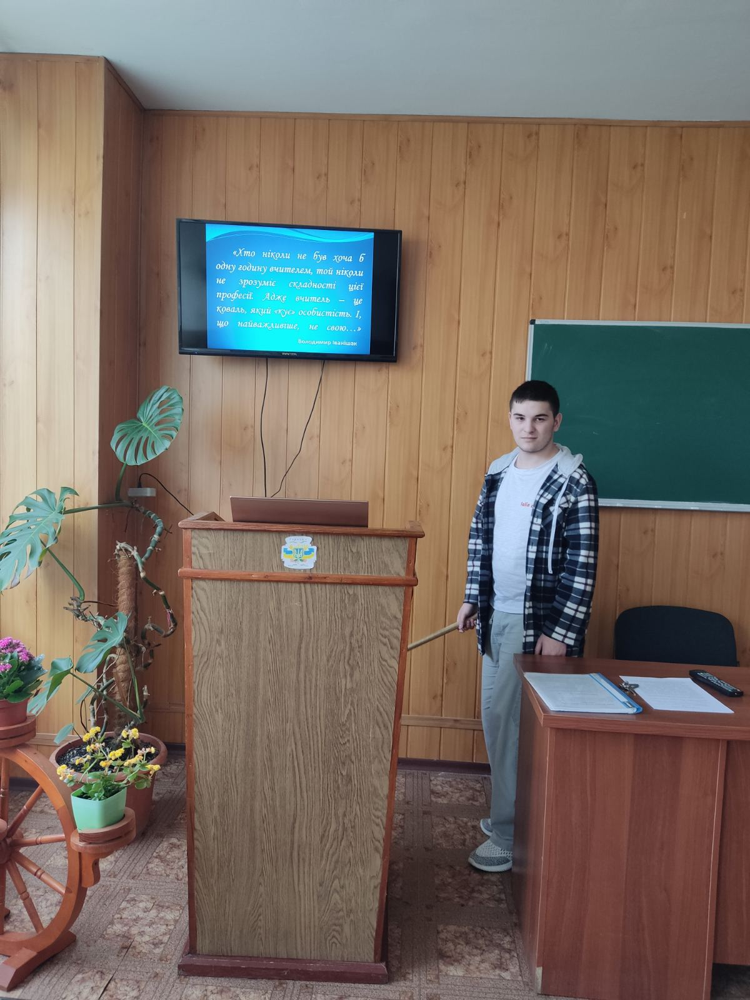 «Хто ніколи не був хоча б
одну годину вчителем, той ніколи
не зрозуміє складності цієї
професії. Адже вчитель – це
коваль, який «кує» особистість. І,
що найважливіше, не свою…»
Володимир Іванішак